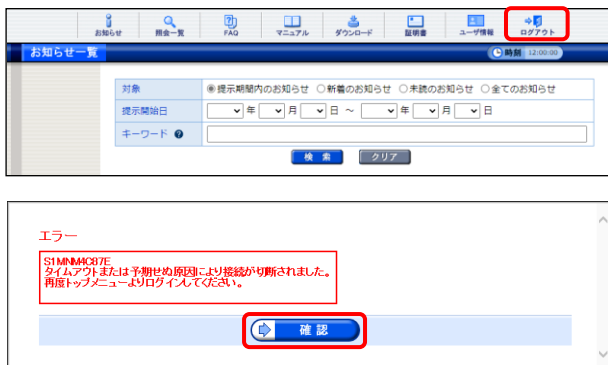 お知らせ 照会一覧 FAQ マニュアル ダウンロード 証明書 ユーザ情報 ログアウト
お知らせ一覧 時刻 12:00:00
対象 提示期間内のお知らせ 新着のお知らせ 未読のお知らせ 全てのお知らせ
提示開始日 年 月 日 ～ 年 月 日
キーワード ?
検 索 クリア
エラー
S1MNM4C87E
タイムアウトまたは予期せぬ原因により接続が切断されました。
再度トップメニューよりログインしてください。
確 認